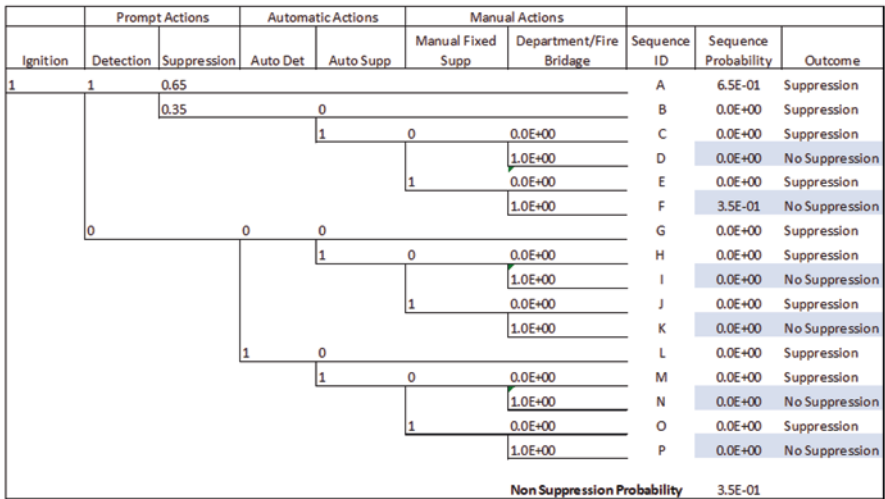 Prompt Actions Automatic Actions Manual Actions
Manual Fixed Department/Fire Sequence Sequence
Ignition Detection Suppression Auto Det Auto Supp Supp Bridage ID Probability Outcome
1 1 0.65 A 6.5E-01 Suppression
0.35 0 B 0.0E+00 Suppression
1 0 0.0E+00 C 0.0E+00 Suppression
1.0E+00 D 0.0E+00 No Suppression
1 0.0E+00 E 0.0E+00 Suppression
1.0E+00 F 3.5E-01 No Suppression
0 0 0 G 0.0E+00 Suppression
1 0 0.0E+00 H 0.0E+00 Suppression
1.0E+00 I 0.0E+00 No Suppression
1 0.0E+00 J 0.0E+00 Suppression
1.0E+00 K 0.0E+00 No Suppression
1 0 L 0.0E+00 Suppression
1 0 0.0E+00 M 0.0E+00 Suppression
1.0E+00 N 0.0E+00 No Suppression
1 0.0E+00 O 0.0E+00 Suppression
1.0E+00 P 0.0E+00 No Suppression
Non Suppression Probability 3.5E-01